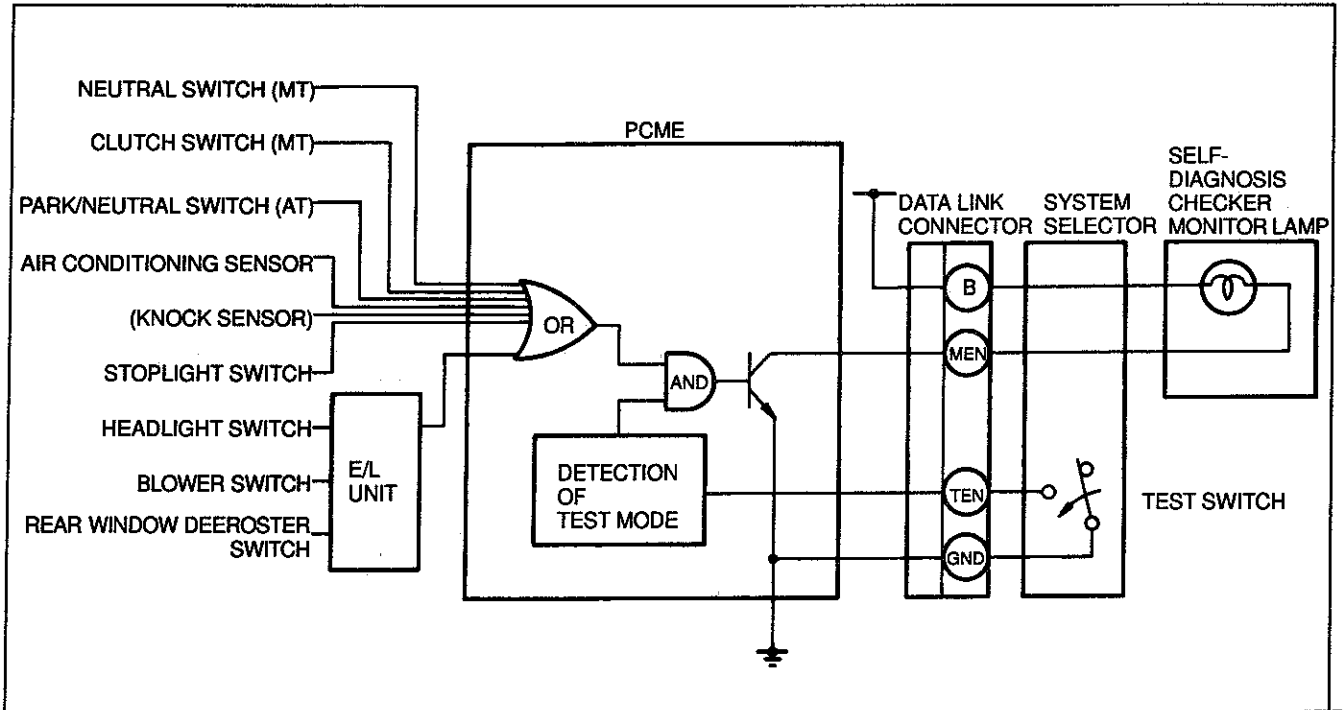 NEUTRAL SWITCH (MT)
CLUTCH SWITCH (MT)
PARK/NEUTRAL SWITCH (AT)
AIR CONDITIONING SENSOR
(KNOCK SENSOR)
STOPLIGHT SWITCH
HEADLIGHT SWITCH
BLOWER SWITCH
REAR WINDOW DEEROSTER
SWITCH
E/L
UNIT
PCME
OR
AND
DETECTION
OF
TEST MODE
DATA LINK
CONNECTOR
B
MEN
TEN
GND
SYSTEM
SELECTOR
SELF-
DIAGNOSIS
CHECKER
MONITOR LAMP
TEST SWITCH